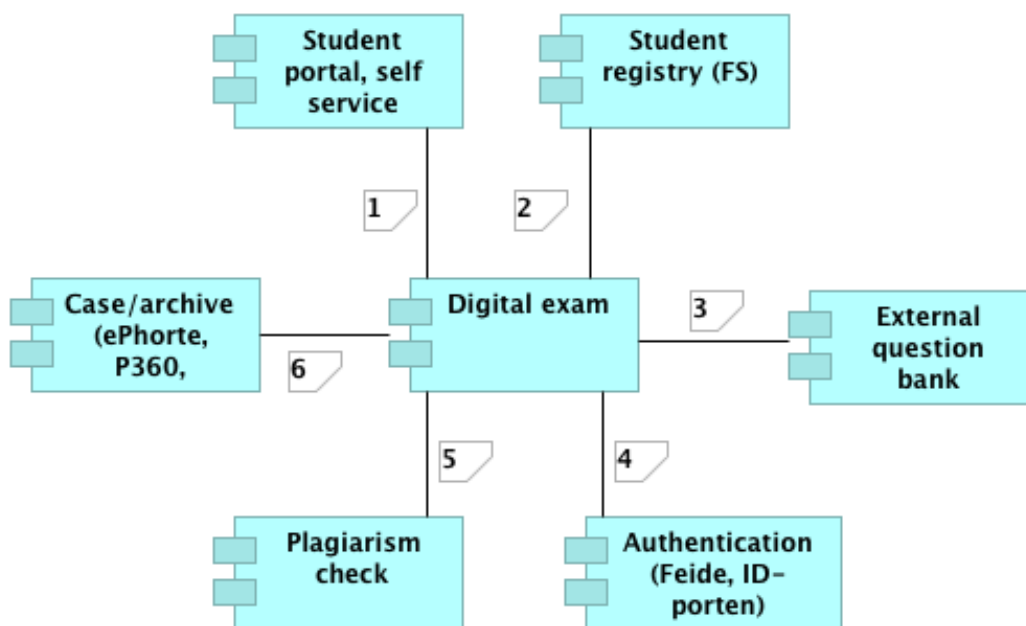 Student
portal, self
service
Student
registry (FS)
1
2
Case/archive
(ePhorte,
P360,
Digital exam
3
External
question
bank
6
5
4
Plagiarism
check
Authentication
(Feide, ID-
porten)